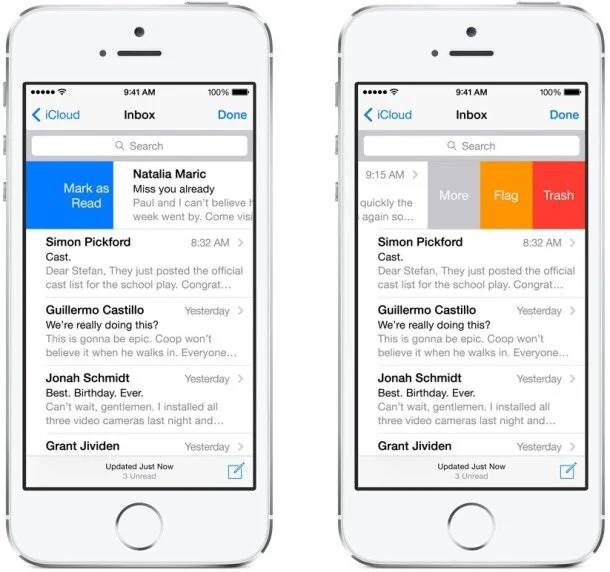 9:41 AM 100%
iCloud Inbox Done
Search
Mark as
Read
Natalia Maric
Miss you already
Paul and I can't believe h
week went by. Come visi
Simon Pickford 8:32 AM
Cast.
Dear Stefan, They just posted the official
cast list for the school play. Congrat…
Guillermo Castillo Yesterday
We're really doing this?
This is gonna be epic. Coop won't
believe it when he walks in. Everyone…
Jonah Schmidt Yesterday
Best. Birthday. Ever.
Can't wait, gentlemen. I installed all
three video cameras last night and…
Grant Jividen Yesterday
Updated Just Now
3 Unread
9:41 AM 100%
iCloud Inbox Done
Search
9:15 AM
quickly the
again so…
More Flag Trash
Simon Pickford 8:32 AM
Cast.
Dear Stefan, They just posted the official
cast list for the school play. Congrat…
Guillermo Castillo Yesterday
We're really doing this?
This is gonna be epic. Coop won't
believe it when he walks in. Everyone…
Jonah Schmidt Yesterday
Best. Birthday. Ever.
Can't wait, gentlemen. I installed all
three video cameras last night and…
Grant Jividen Yesterday
Updated Just Now
3 Unread